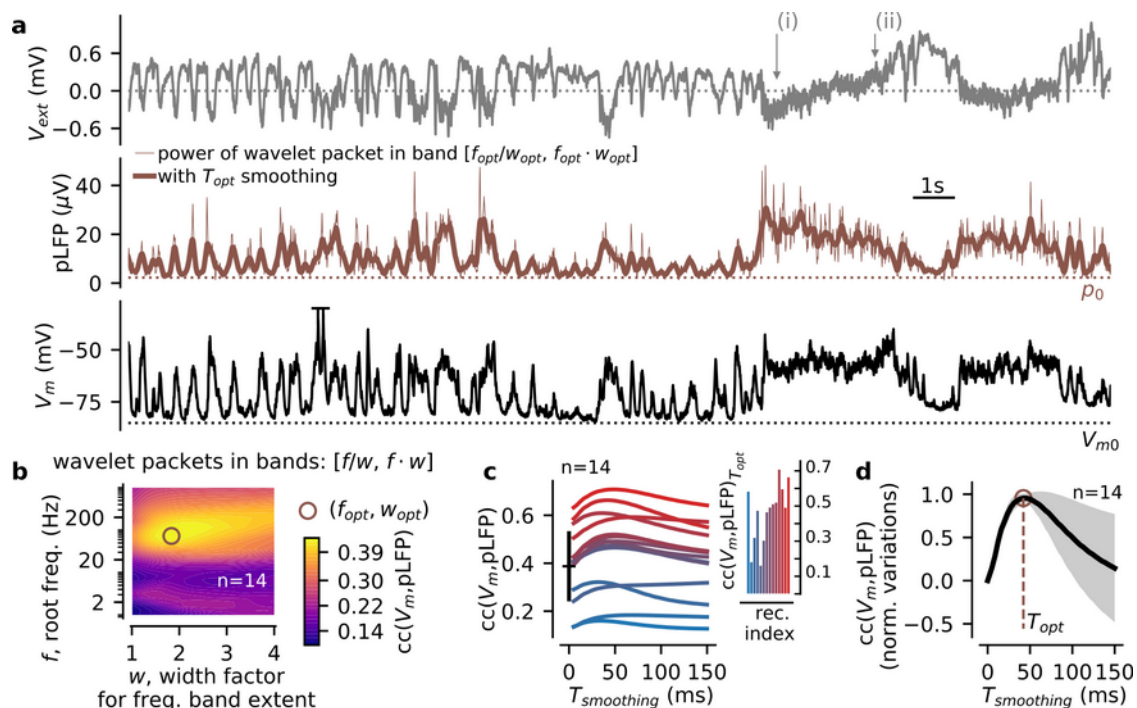 a
(i)
(ii)
V_ext (mV)
0.6
0.0
−0.6
power of wavelet packet in band [f_opt/w_opt, f_opt · w_opt]
with T_opt smoothing
1s
pLFP (μV)
40
20
0
p_0
V_m (mV)
−50
−75
V_m0
b
wavelet packets in bands: [f/w, f · w]
f, root freq. (Hz)
200
20
2
n=14
1 2 3 4
w, width factor
for freq. band extent
(f_opt, w_opt)
0.39
0.30
0.22
0.14
cc(V_m,pLFP)
c
n=14
cc(V_m,pLFP)
0.6
0.4
0.2
0 50 100 150
T_smoothing (ms)
cc(V_m,pLFP)T_opt
0.7
0.5
0.3
0.1
rec.
index
d
n=14
cc(V_m,pLFP)
(norm. variations)
1.0
0.5
0.0
−0.5
T_opt
0 50 100 150
T_smoothing (ms)